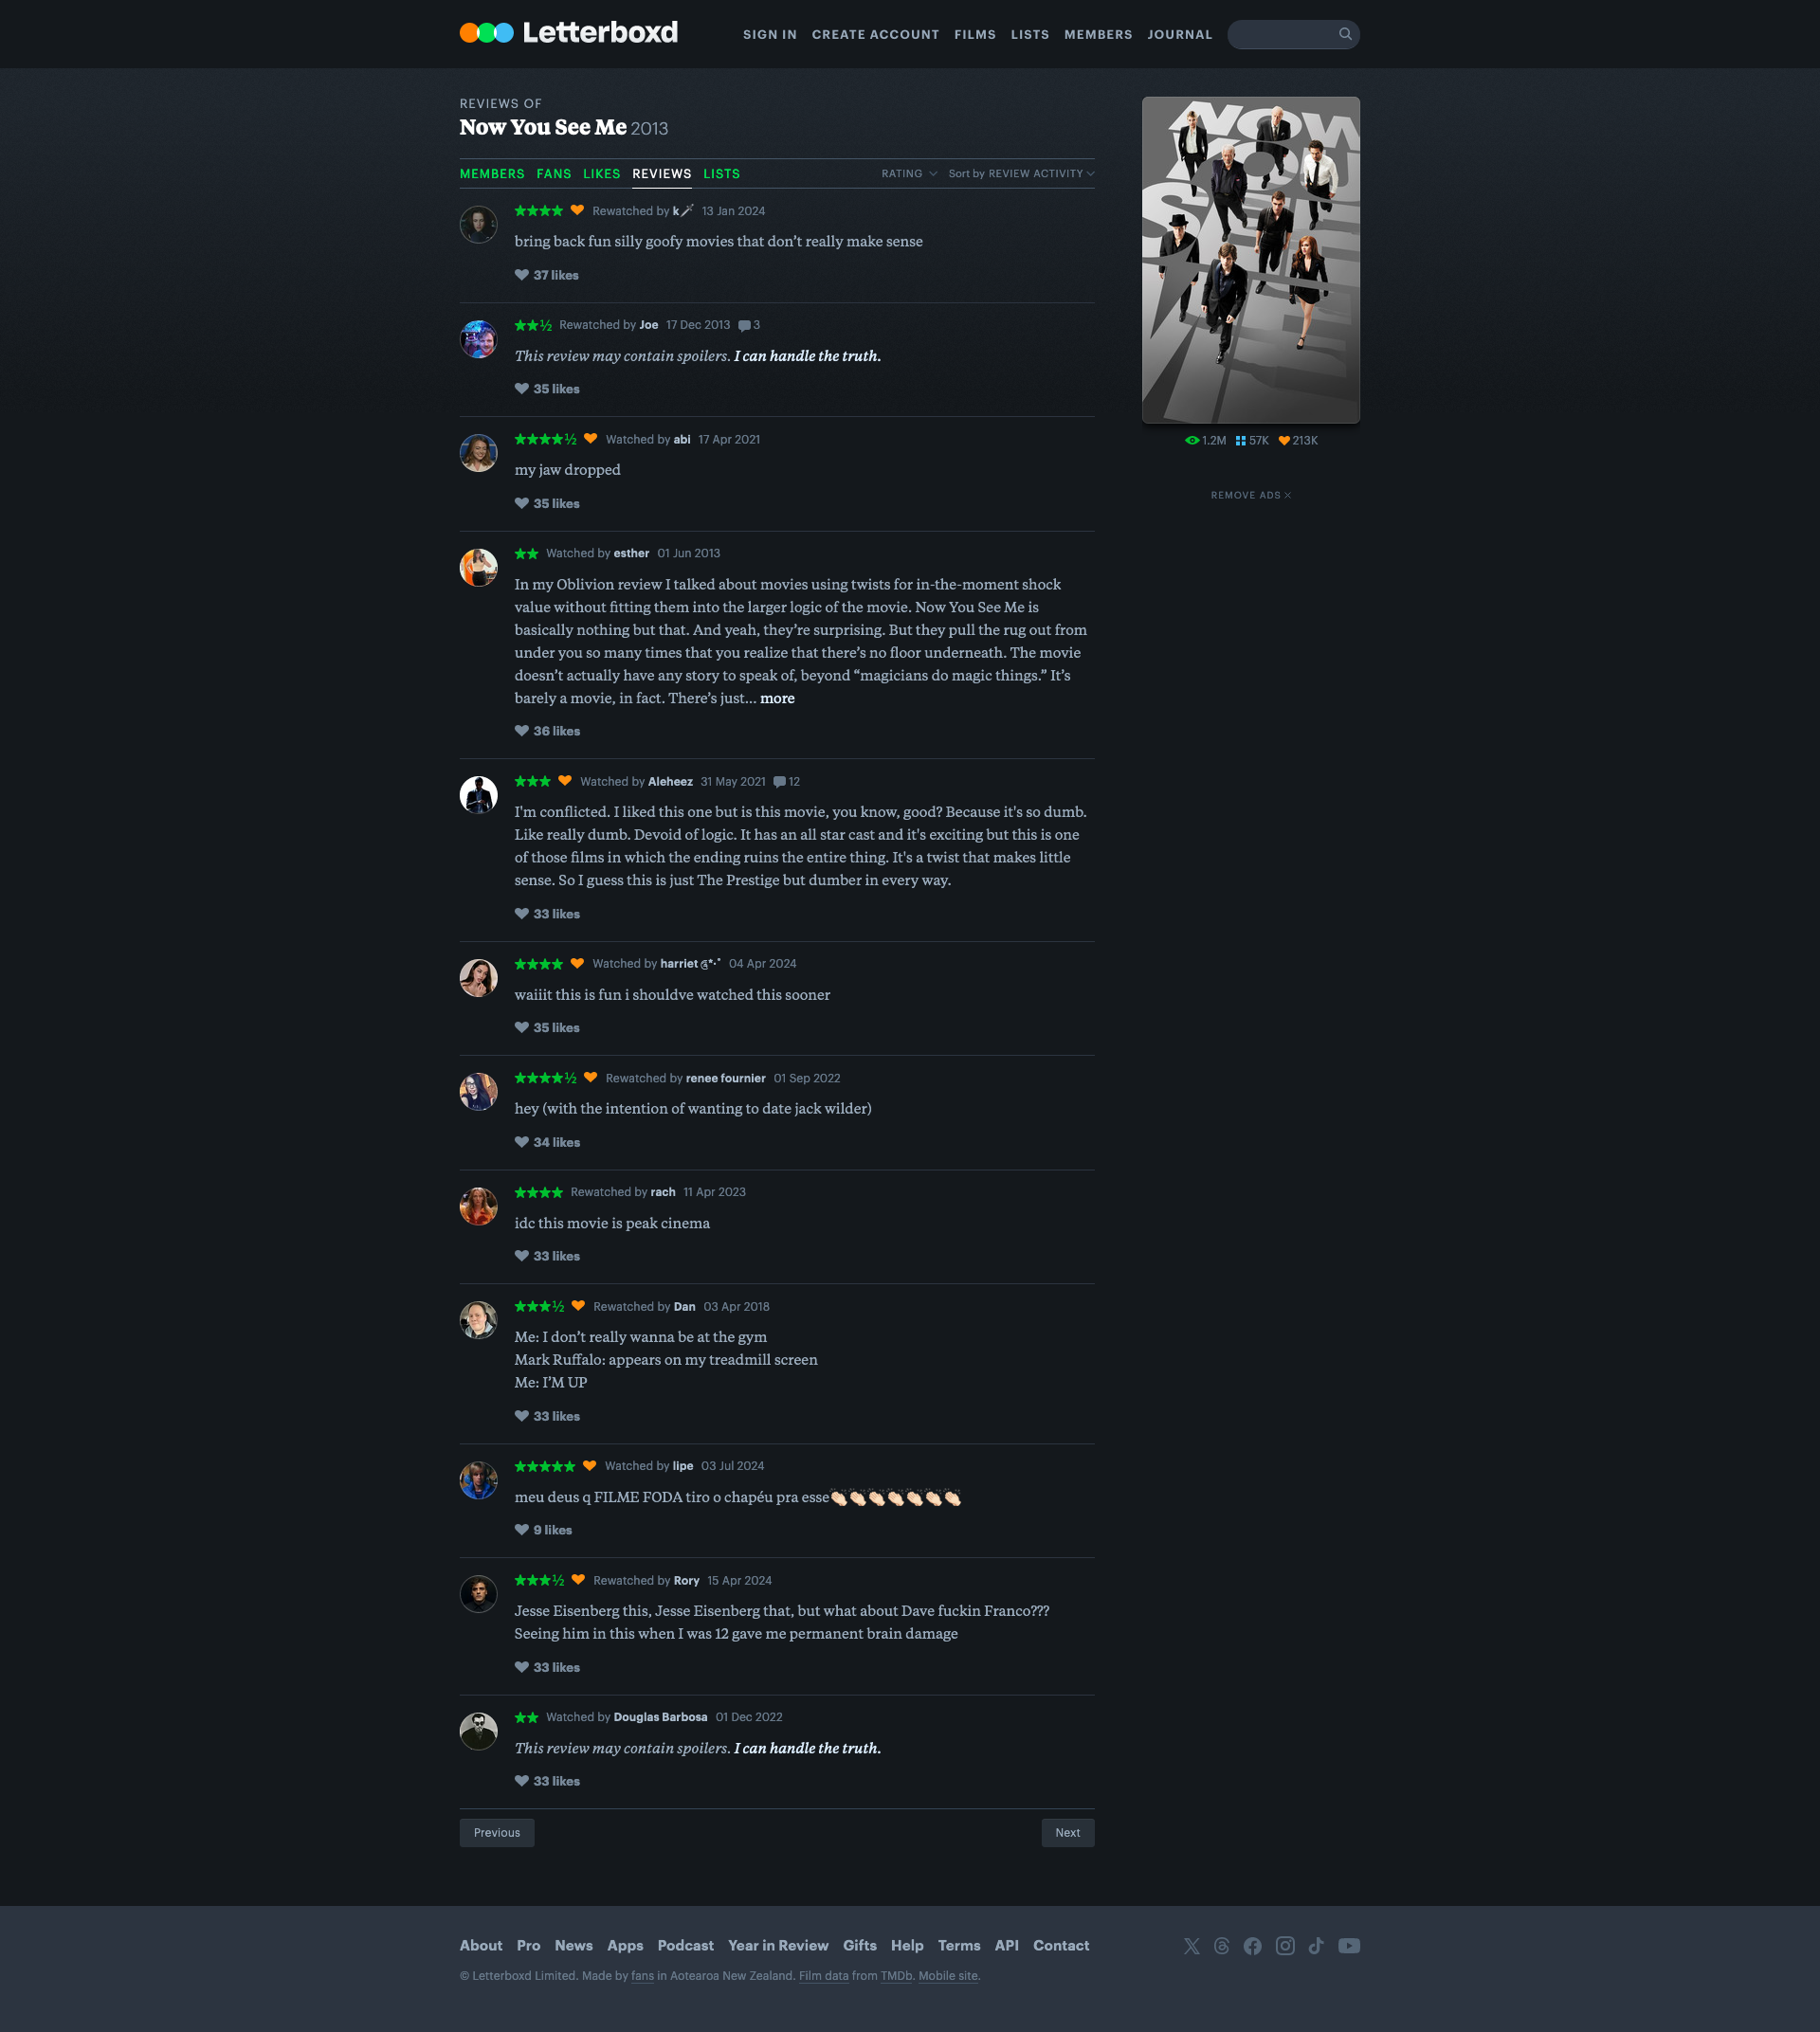 Letterboxd
SIGN IN CREATE ACCOUNT FILMS LISTS MEMBERS JOURNAL
REVIEWS OF
Now You See Me 2013
MEMBERS FANS LIKES REVIEWS LISTS
RATING Sort by REVIEW ACTIVITY
★★★★ Rewatched by k 13 Jan 2024
bring back fun silly goofy movies that don’t really make sense
37 likes
★★½ Rewatched by Joe 17 Dec 2013 3
This review may contain spoilers. I can handle the truth.
35 likes
★★★★½ Watched by abi 17 Apr 2021
my jaw dropped
35 likes
★★ Watched by esther 01 Jun 2013
In my Oblivion review I talked about movies using twists for in-the-moment shock
value without fitting them into the larger logic of the movie. Now You See Me is
basically nothing but that. And yeah, they’re surprising. But they pull the rug out from
under you so many times that you realize that there’s no floor underneath. The movie
doesn’t actually have any story to speak of, beyond “magicians do magic things.” It’s
barely a movie, in fact. There’s just… more
36 likes
★★★ Watched by Aleheez 31 May 2021 12
I'm conflicted. I liked this one but is this movie, you know, good? Because it's so dumb.
Like really dumb. Devoid of logic. It has an all star cast and it's exciting but this is one
of those films in which the ending ruins the entire thing. It's a twist that makes little
sense. So I guess this is just The Prestige but dumber in every way.
33 likes
★★★★ Watched by harriet 04 Apr 2024
waiiit this is fun i shouldve watched this sooner
35 likes
★★★★½ Rewatched by renee fournier 01 Sep 2022
hey (with the intention of wanting to date jack wilder)
34 likes
★★★★ Rewatched by rach 11 Apr 2023
idc this movie is peak cinema
33 likes
★★★½ Rewatched by Dan 03 Apr 2018
Me: I don’t really wanna be at the gym
Mark Ruffalo: appears on my treadmill screen
Me: I’M UP
33 likes
★★★★★ Watched by lipe 03 Jul 2024
meu deus q FILME FODA tiro o chapéu pra esse👏🏻👏🏻👏🏻👏🏻👏🏻👏🏻👏🏻
9 likes
★★★½ Rewatched by Rory 15 Apr 2024
Jesse Eisenberg this, Jesse Eisenberg that, but what about Dave fuckin Franco???
Seeing him in this when I was 12 gave me permanent brain damage
33 likes
★★ Watched by Douglas Barbosa 01 Dec 2022
This review may contain spoilers. I can handle the truth.
33 likes
Previous Next
NOW
YOU
SEE
ME
1.2M 57K 213K
REMOVE ADS
About Pro News Apps Podcast Year in Review Gifts Help Terms API Contact
© Letterboxd Limited. Made by fans in Aotearoa New Zealand. Film data from TMDb. Mobile site.